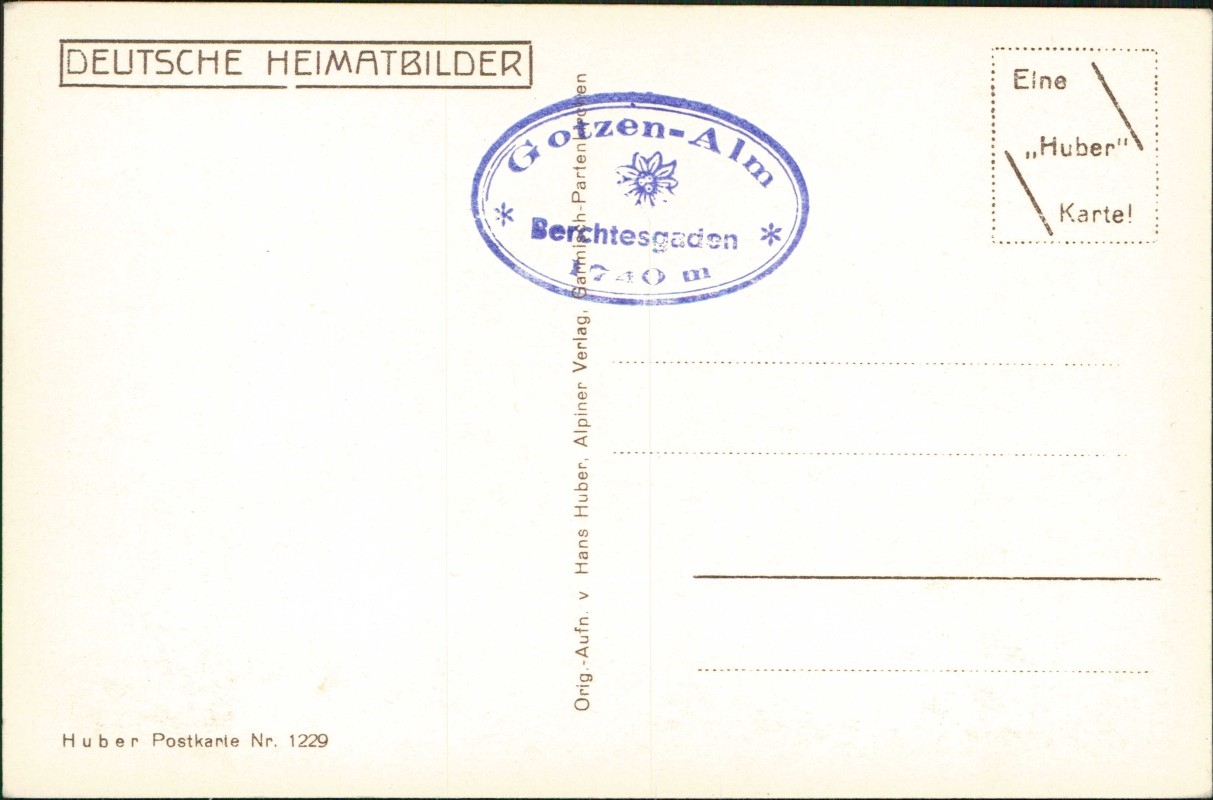 DEUTSCHE HEIMATBILDER
Gotzen-Alm
* Berchtesgaden *
1740 m
Eine
„Huber"
Karte!
Orig.-Aufn. v Hans Huber, Alpiner Verlag, Garmisch-Partenkirchen
Huber Postkarte Nr. 1229